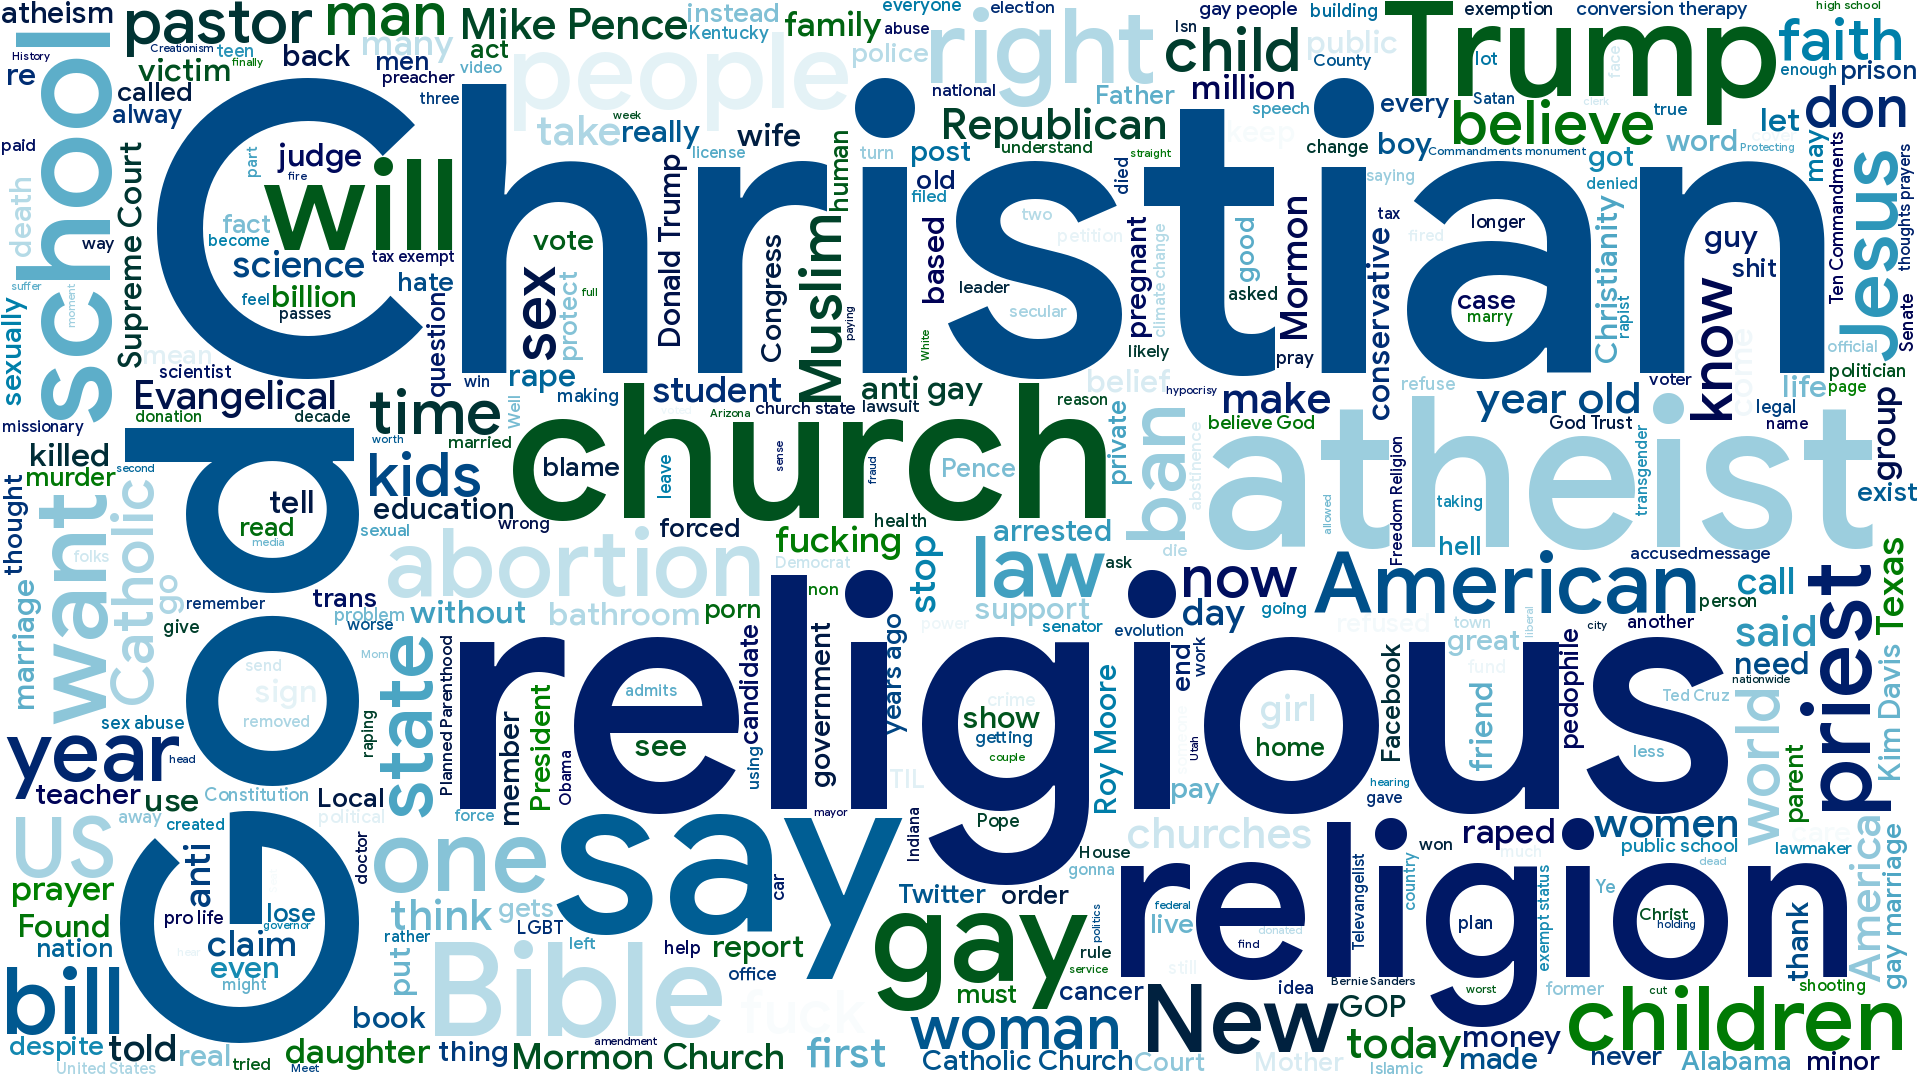 atheism
pastor
man
Mike Pence
instead
Kentucky
everyone
abuse
election
gay people
Isn
building
exemption
conversion therapy
high school
History
Creationism
teen
finally
back
many
men
act
video
family
police
right
child
public
County
Trump
lot
face
faith
enough
prison
re
school
victim
called
alway
preacher
three
people
national
Father
million
speech
every
Satan
clerk
true
believe
let
don
paid
judge
fire
part
will
take
week
really
wife
license
turn
Republican
understand
straight
keep
change
boy
Commandments monument
saying
got
word
Protecting
may
Christian
death
way
Supreme Court
fact
become
science
tax exempt
hate
feel
billion
passes
vote
sex
protect
full
Donald Trump
Congress
Muslim
human
paying
post
old
filed
based
White
leader
two
secular
petition
died
pregnant
climate change
likely
good
asked
Mormon
pray
tax
conservative
longer
case
marry
fired
denied
Christianity
rapist
guy
shit
know
come
Ten Commandments
thoughts prayers
Jesus
Senate
official
politician
page
suffer
moment
sexually
mean
scientist
question
Evangelical
donation
decade
missionary
time
win
rape
making
student
voted
Arizona
church state
lawsuit
anti gay
reason
belief
hypocrisy
make
refuse
year old
voter
life
legal
name
God Trust
believe God
group
killed
murder
second
worth
married
Well
kids
education
church
blame
leave
sense
fraud
Pence
private
ban
abstinence
atheist
allowed
Freedom Religion
taking
transgender
exist
thought
want
Catholic
folks
God
tell
read
media
sexual
wrong
forced
health
fucking
arrested
die
hell
accused
message
Texas
abortion
Democrat
stop
law
ask
now
American
call
priest
marriage
go
remember
give
trans
problem
worse
without
bathroom
porn
non
support
power
senator
evolution
day
going
refused
town
great
liberal
city
another
person
said
need
nationwide
Mom
state
Planned Parenthood
religious
admits
see
candidate
government
years ago
crime
show
getting
couple
Roy Moore
end
work
Utah
girl
home
Facebook
friend
fund
pedophile
Ted Cruz
less
world
Kim Davis
send
sign
removed
sex abuse
raping
year
head
teacher
use
Constitution
Local
political
member
President
Obama
using
TIL
pay
hearing
gave
parent
US
away
created
force
mayor
Indiana
Pope
churches
House
gonna
won
raped
much
women
public school
dead
lawmaker
America
gay marriage
anti
doctor
one
say
car
Twitter
order
religion
Televangelist
country
plan
exempt status
Ye
Christ
holding
thank
prayer
Found
nation
pro life
lose
governor
claim
hear
even
might
think
gets
rather
put
LGBT
left
help
report
office
gay
politics
rule
service
must
live
federal
still
find
donated
cancer
idea
Bernie Sanders
worst
former
cut
shooting
bill
Bible
fuck
woman
New
GOP
children
book
despite
told
real
tried
daughter
Meet
thing
amendment
Mormon Church
first
Catholic Church
Court
Mother
Islamic
today
money
made
never
Alabama
minor
United States